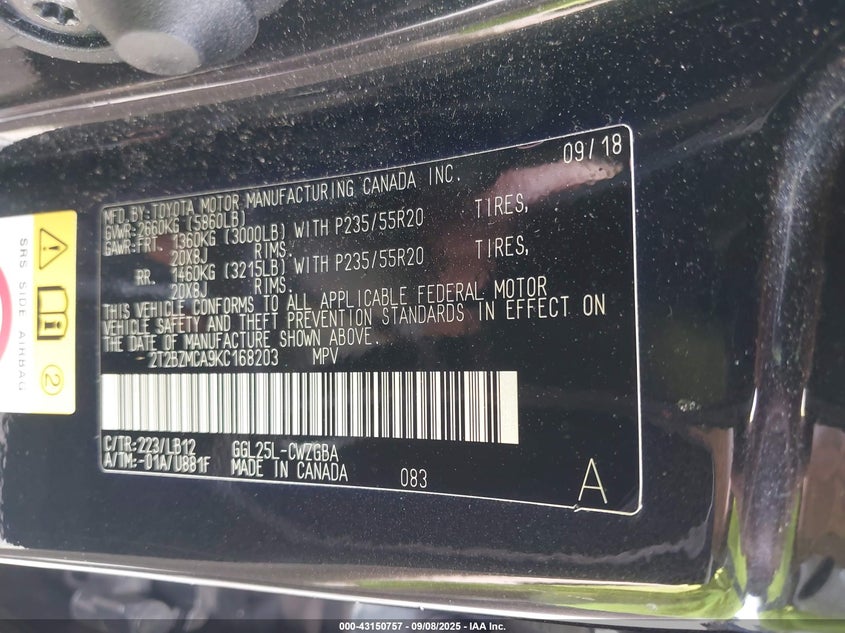 09/18
MFD.BY:TOYOTA MOTOR MANUFACTURING CANADA INC.
GVWR:2660KG (5860LB)
GAWR:FRT. 1360KG (3000LB) WITH P235/55R20 TIRES,
20X8J RIMS.
RR. 1460KG (3215LB) WITH P235/55R20 TIRES,
20X8J RIMS.
THIS VEHICLE CONFORMS TO ALL APPLICABLE FEDERAL MOTOR
VEHICLE SAFETY AND THEFT PREVENTION STANDARDS IN EFFECT ON
THE DATE OF MANUFACTURE SHOWN ABOVE.
2T2BZMCA9KC168203 MPV
C/TR:223/LB12 GGL25L-CWZGBA
A/TM:-01A/U881F MADE IN CANADA 083
A
SRS SIDE AIRBAG
2
000-43150757 - 09/08/2025 - IAA Inc.